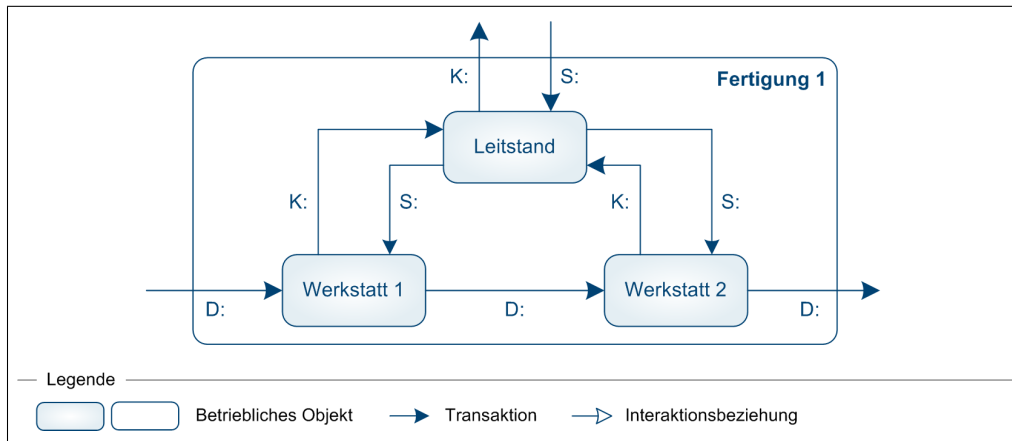 K: S: Fertigung 1
Leitstand
K: S: K: S:
Werkstatt 1 Werkstatt 2
D: D: D:
Legende
Betriebliches Objekt Transaktion Interaktionsbeziehung